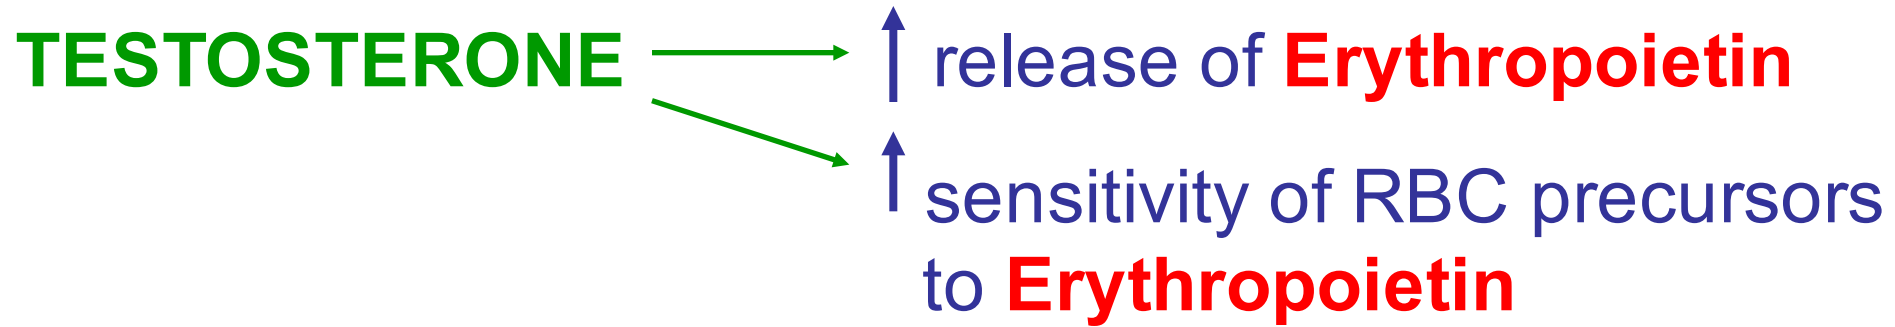 TESTOSTERONE release of Erythropoietin
sensitivity of RBC precursors
to Erythropoietin